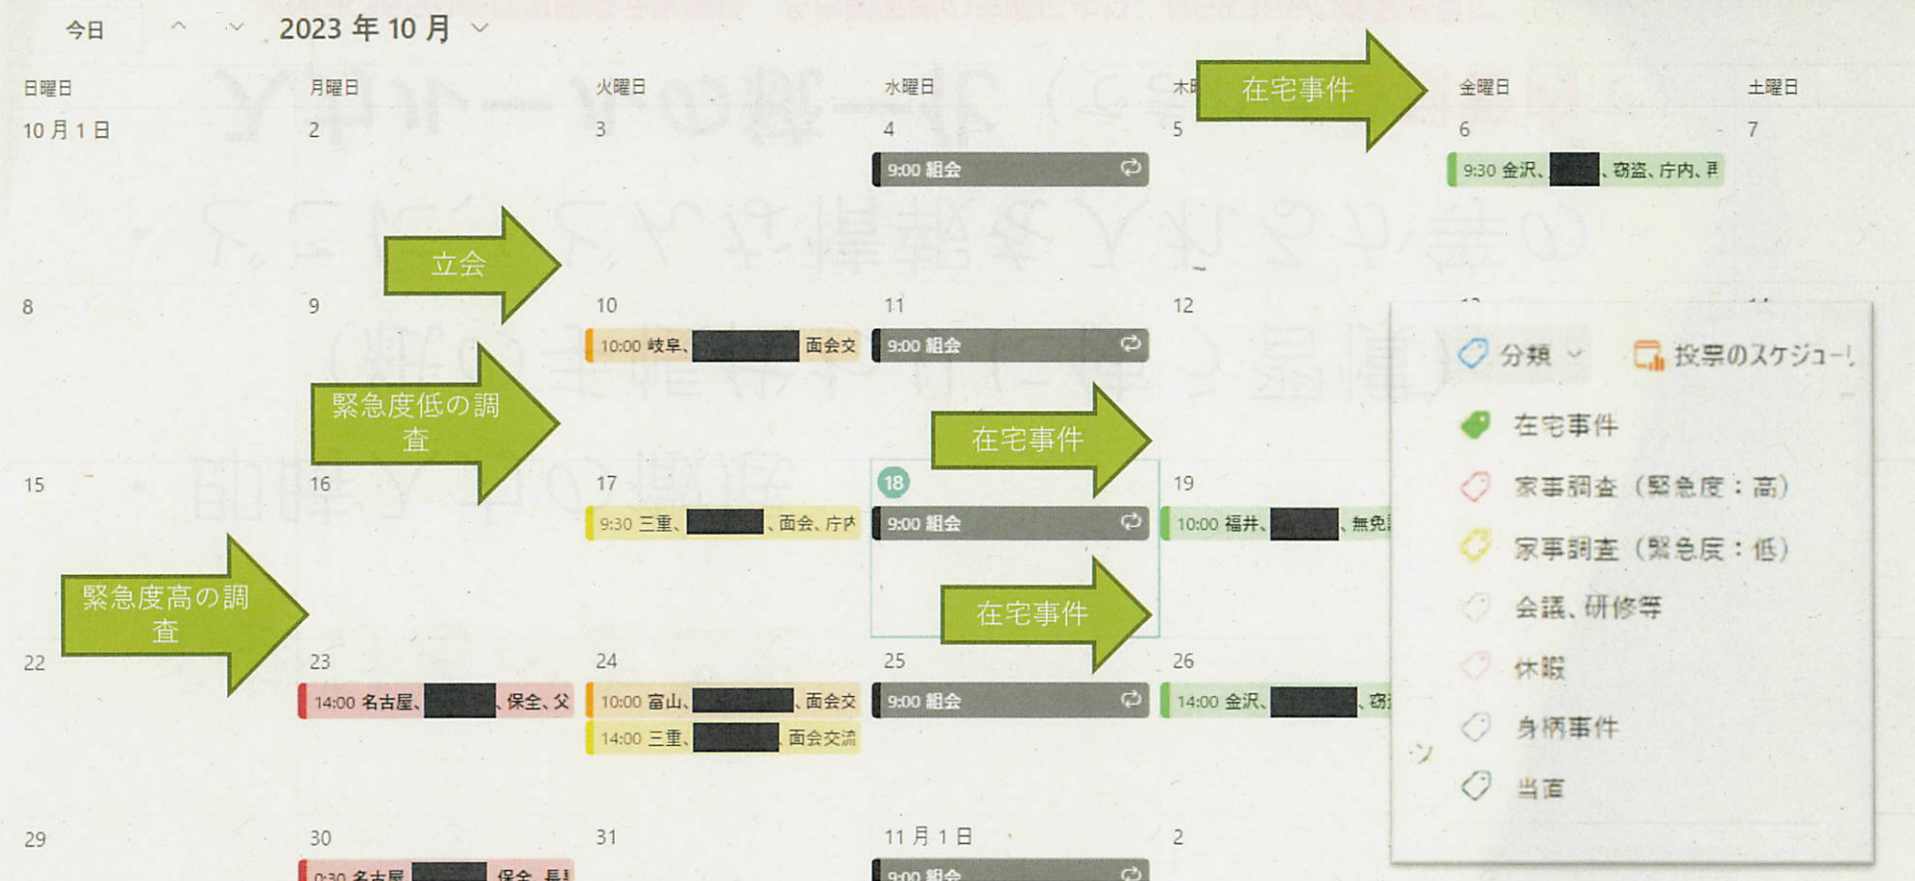 今日
2023 年 10 月
日曜日
月曜日
火曜日
水曜日
在宅事件
金曜日
土曜日
10 月 1 日
2
3
4
5
6
7
9:00 組会
9:30 金沢、 、窃盗、庁内、再
立会
8
9
10
11
12
10:00 岐阜、 面会交
9:00 組会
緊急度低の調
査
在宅事件
15
16
17
18
19
9:30 三重、 、面会、庁内
9:00 組会
10:00 福井、 、無免
緊急度高の調
査
在宅事件
22
23
24
25
26
14:00 名古屋、 、保全、父
10:00 富山、 、面会交
9:00 組会
14:00 金沢、 、窃
14:00 三重、 面会交流
29
30
31
11 月 1 日
2
名古屋 保全、長
9:00 組会
分類
投票のスケジュー
在宅事件
家事調査（緊急度：高）
家事調査（緊急度：低）
会議、研修等
休暇
身柄事件
当直